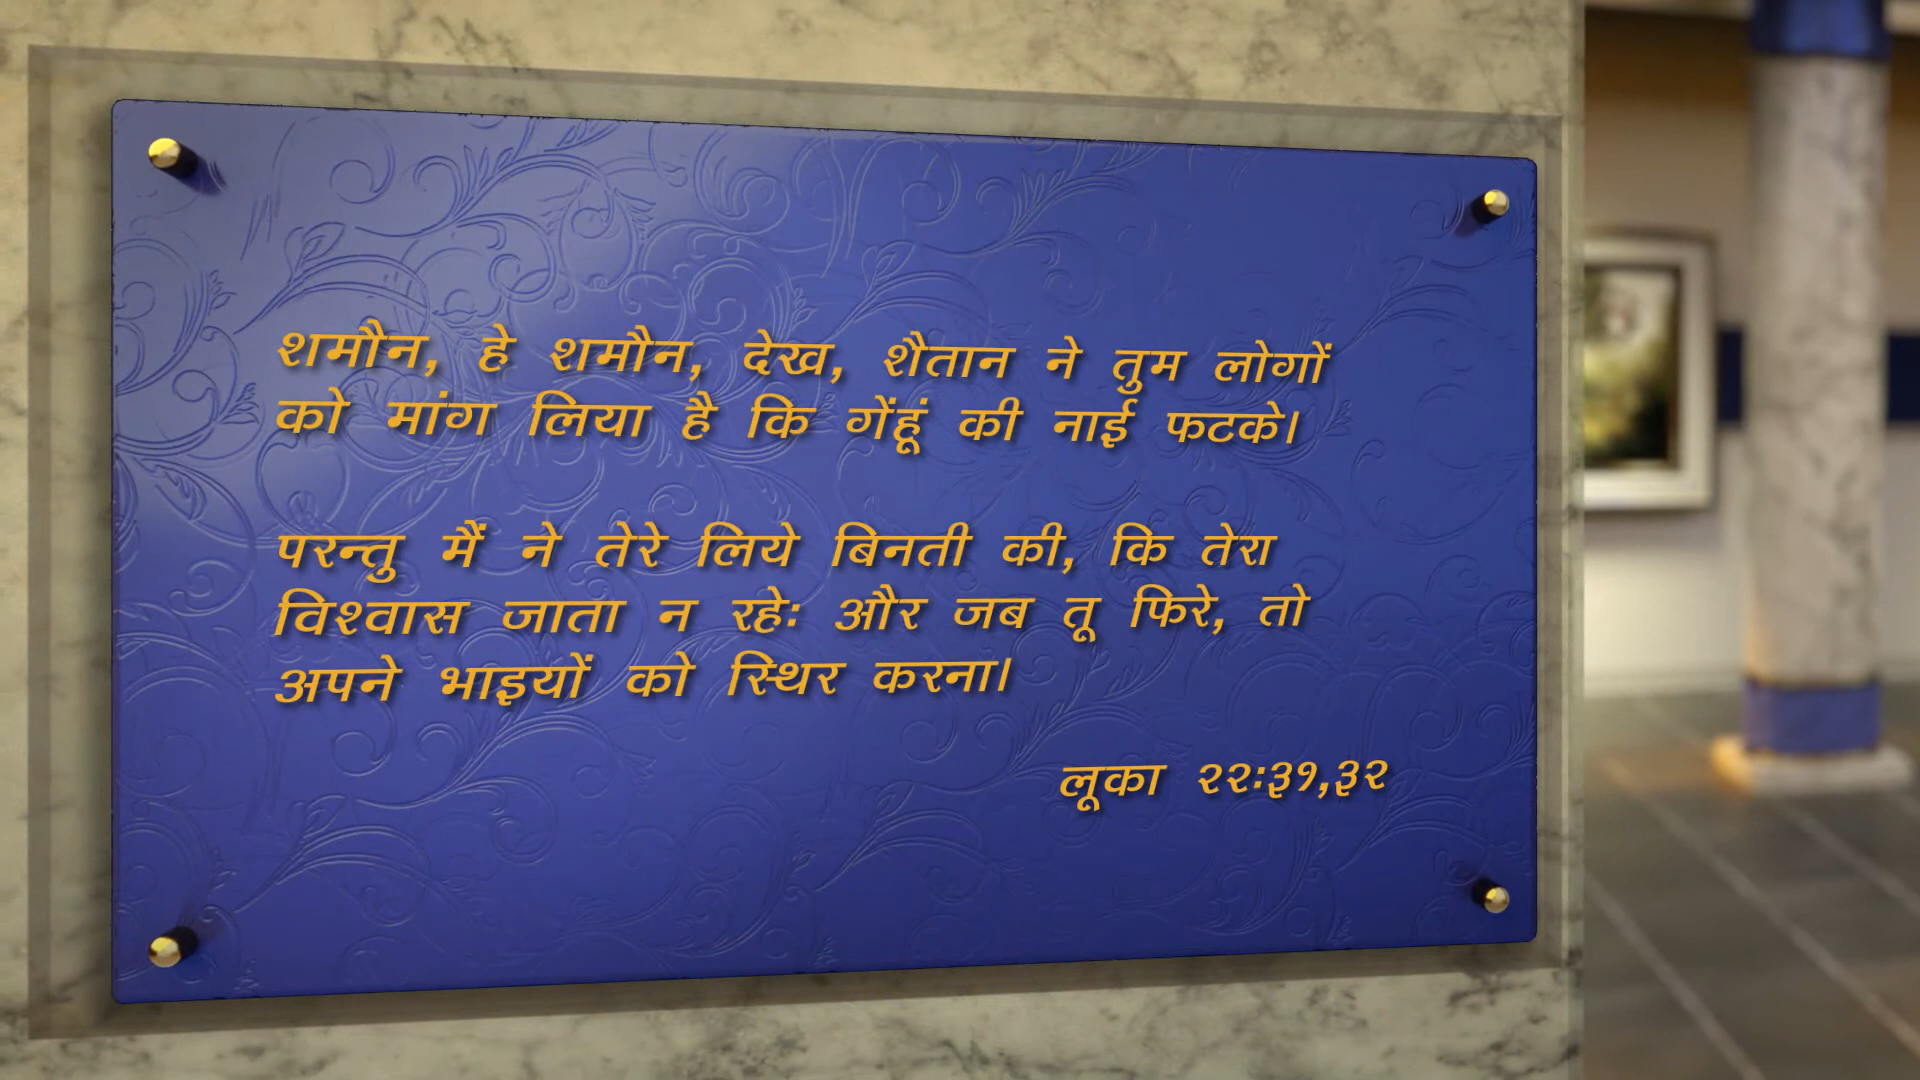 शमौन, हे शमौन, देख, शैतान ने तुम लोगों
को मांग लिया है कि गेंहूं की नाई फटके।
परन्तु मैं ने तेरे लिये बिनती की, कि तेरा
विश्वास जाता न रहेः और जब तू फिरे, तो
अपने भाइयों को स्थिर करना।
लूका २२:३१,३२